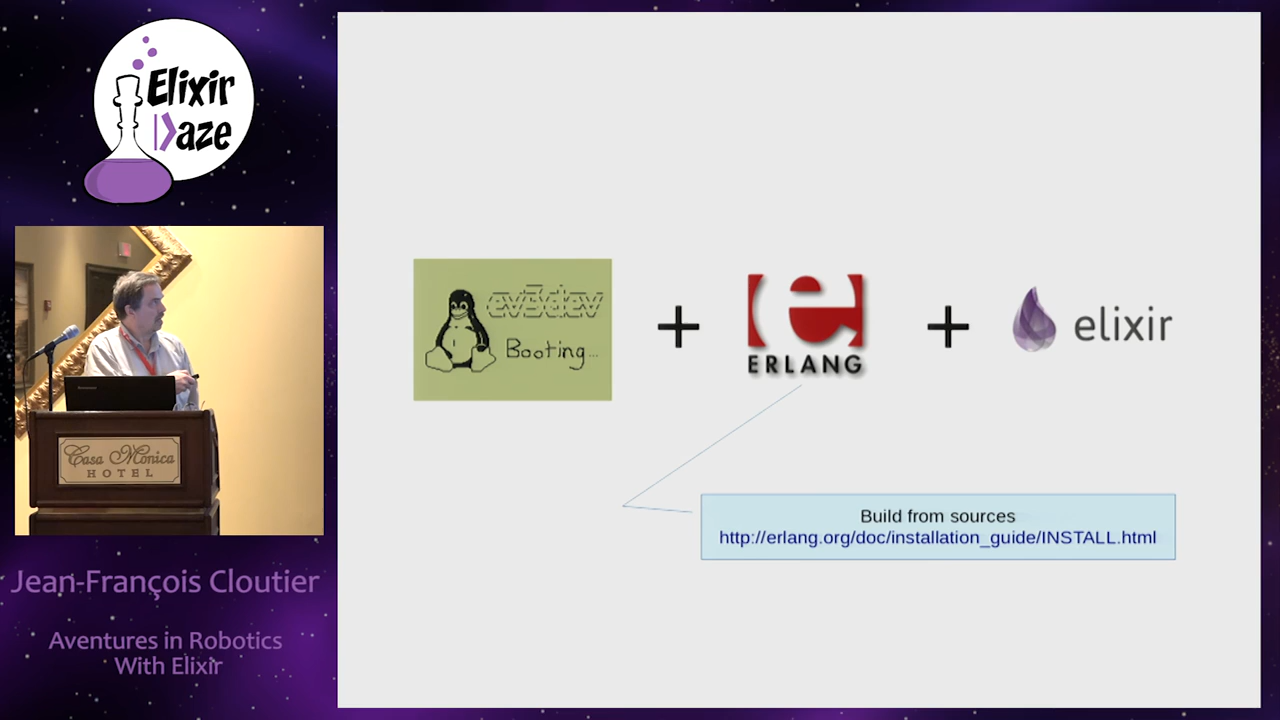 Elixir
Daze
Casa Monica
HOTEL
Jean-François Cloutier
Aventures in Robotics
With Elixir
ev3dev
Booting...
+
e
ERLANG
+
elixir
Build from sources
http://erlang.org/doc/installation_guide/INSTALL.html